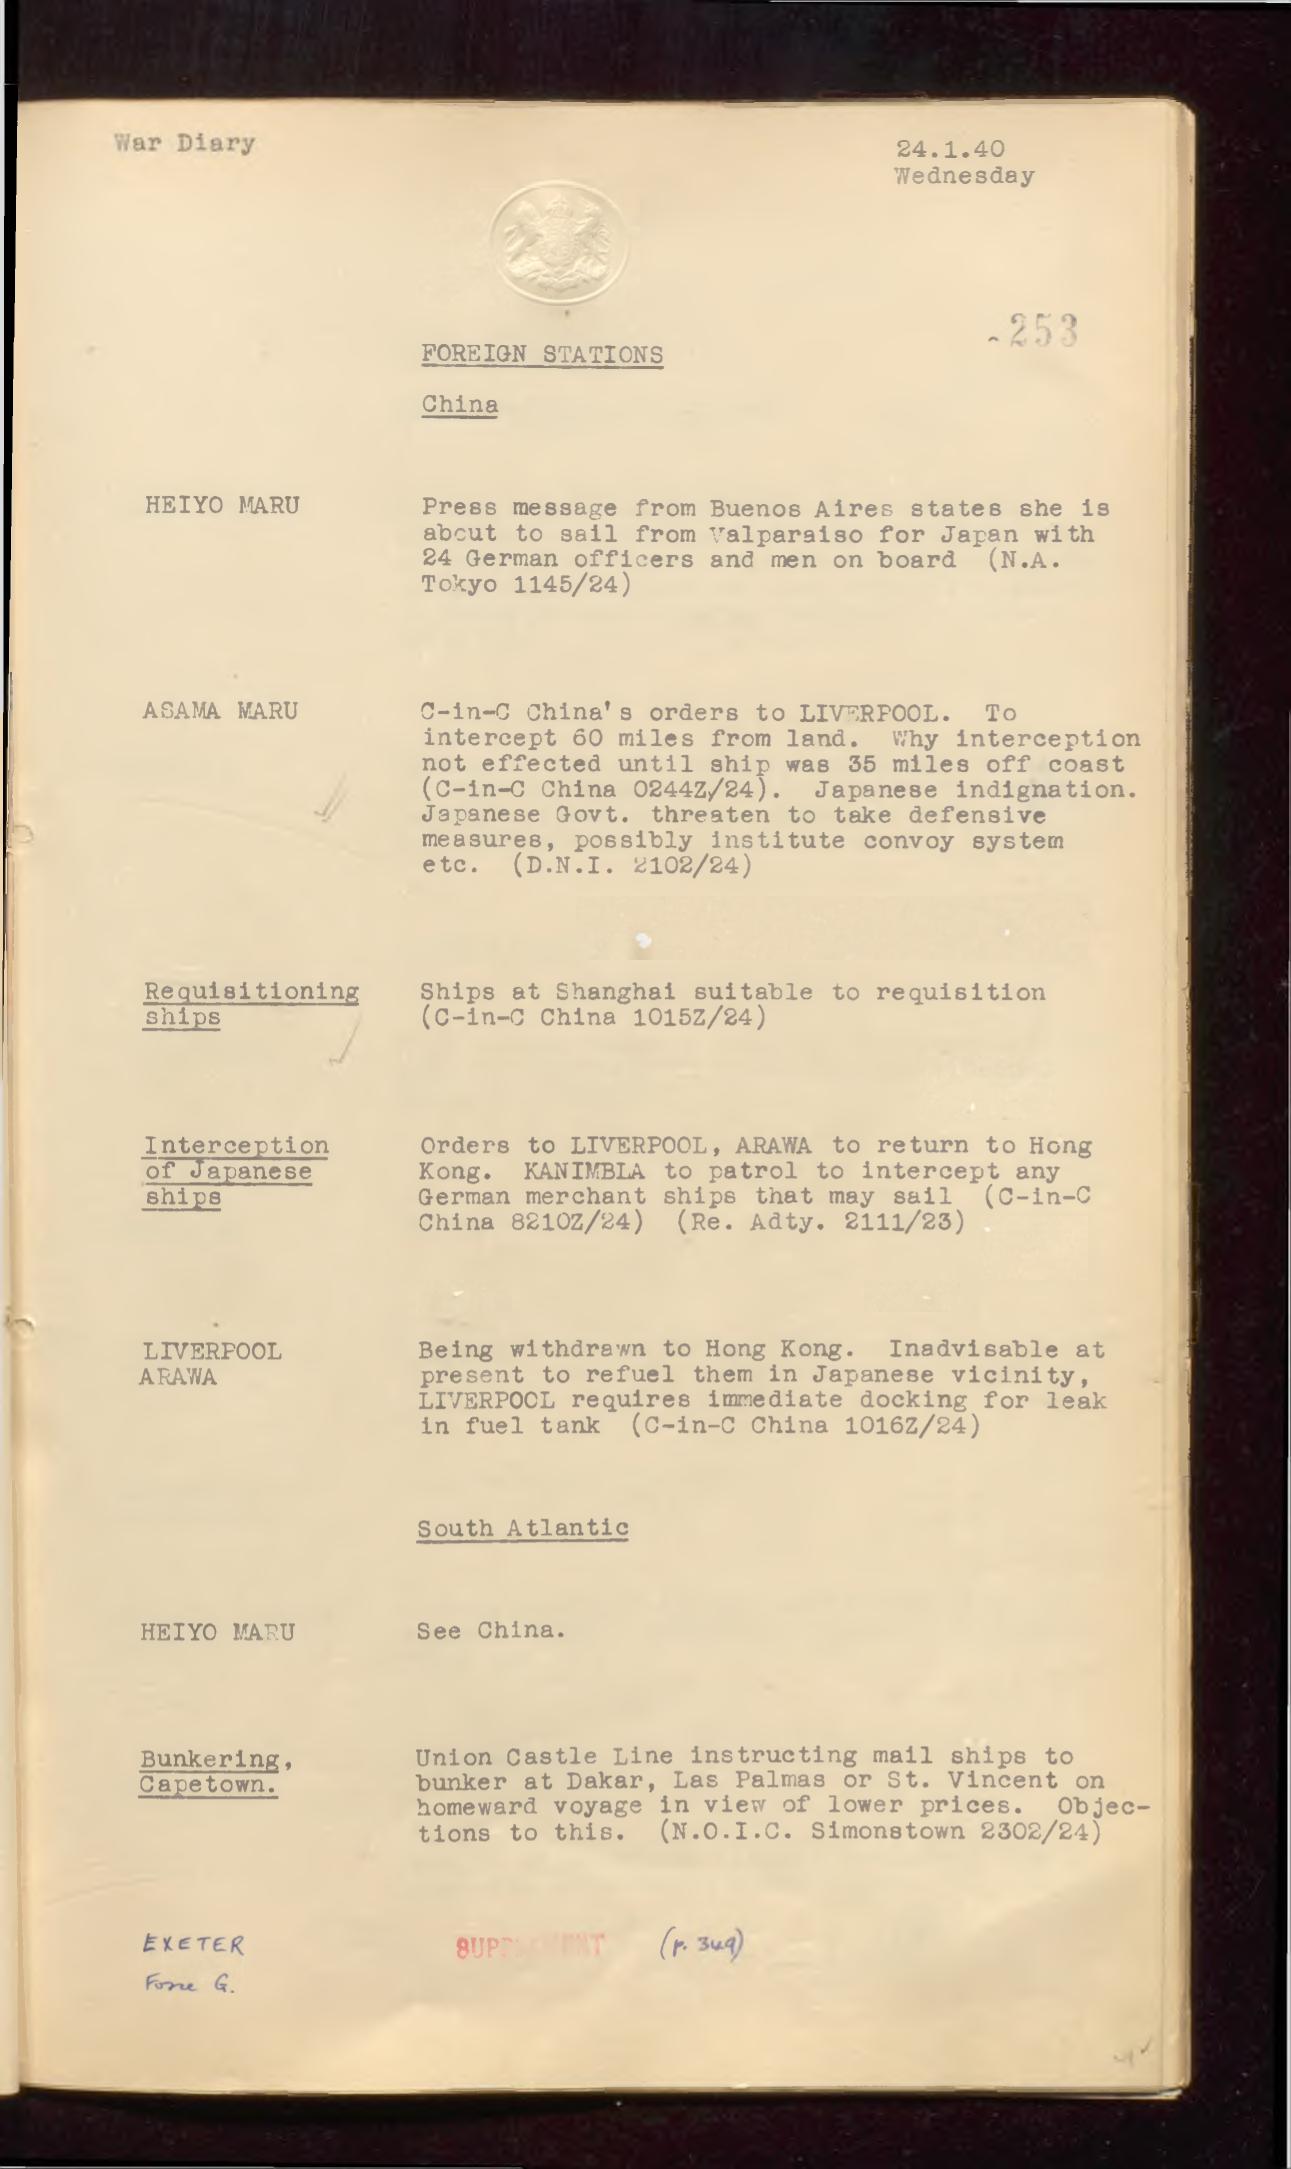 War Diary
24.1.40
Wednesday
253
FOREIGN STATIONS
China
HEIYO MARU
Press message from Buenos Aires states she is
about to sail from Valparaiso for Japan with
24 German officers and men on board (N.A.
Tokyo 1145/24)
ASAMA MARU
C-in-C China's orders to LIVERPOOL. To
intercept 60 miles from land. Why interception
not effected until ship was 35 miles off coast
(C-in-C China 0244Z/24). Japanese indignation.
Japanese Govt. threaten to take defensive
measures, possibly institute convoy system
etc. (D.N.I. 2102/24)
Requisitioning
ships
Ships at Shanghai suitable to requisition
(C-in-C China 1015Z/24)
Interception
of Japanese
ships
Orders to LIVERPOOL, ARAWA to return to Hong
Kong. KANIMBLA to patrol to intercept any
German merchant ships that may sail (C-in-C
China 8210Z/24) (Re. Adty. 2111/23)
LIVERPOOL
ARAWA
Being withdrawn to Hong Kong. Inadvisable at
present to refuel them in Japanese vicinity,
LIVERPOOL requires immediate docking for leak
in fuel tank (C-in-C China 1016Z/24)
South Atlantic
HEIYO MARU
See China.
Bunkering,
Capetown.
Union Castle Line instructing mail ships to
bunker at Dakar, Las Palmas or St. Vincent on
homeward voyage in view of lower prices. Objec-
tions to this. (N.O.I.C. Simonstown 2302/24)
EXETER
SUPPLEMENT
(p. 349)
Force G.